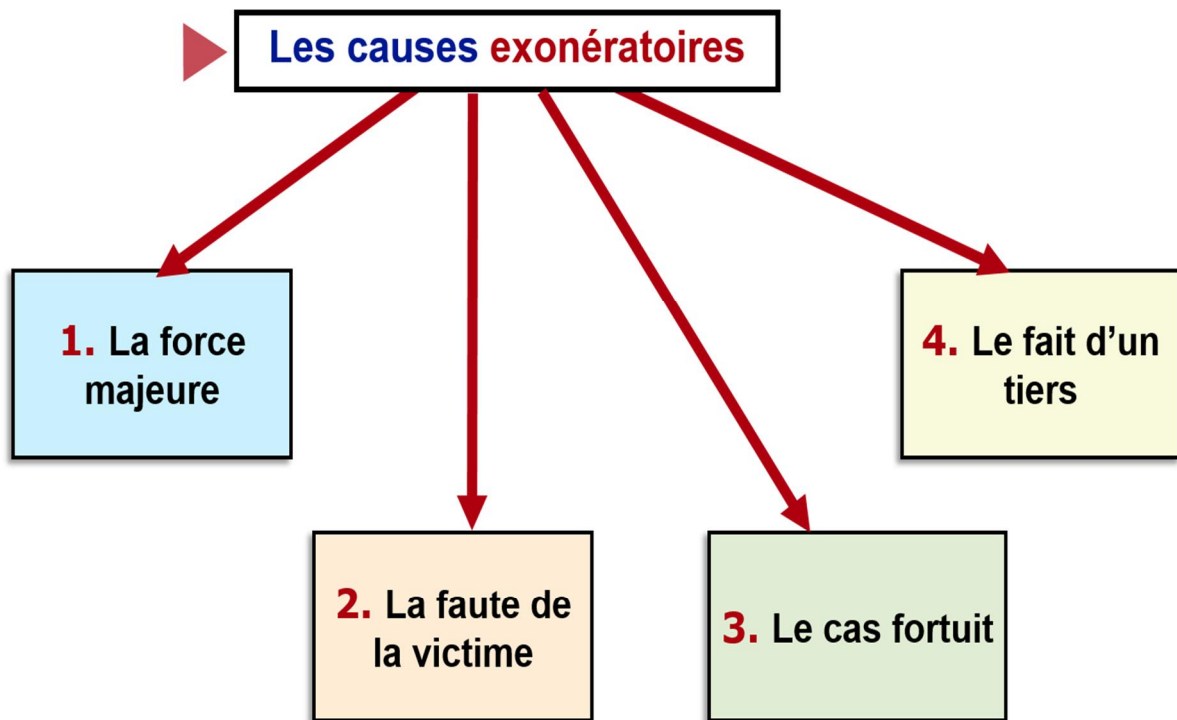 Les causes exonératoires
1. La force
majeure
2. La faute de
la victime
3. Le cas fortuit
4. Le fait d’un
tiers